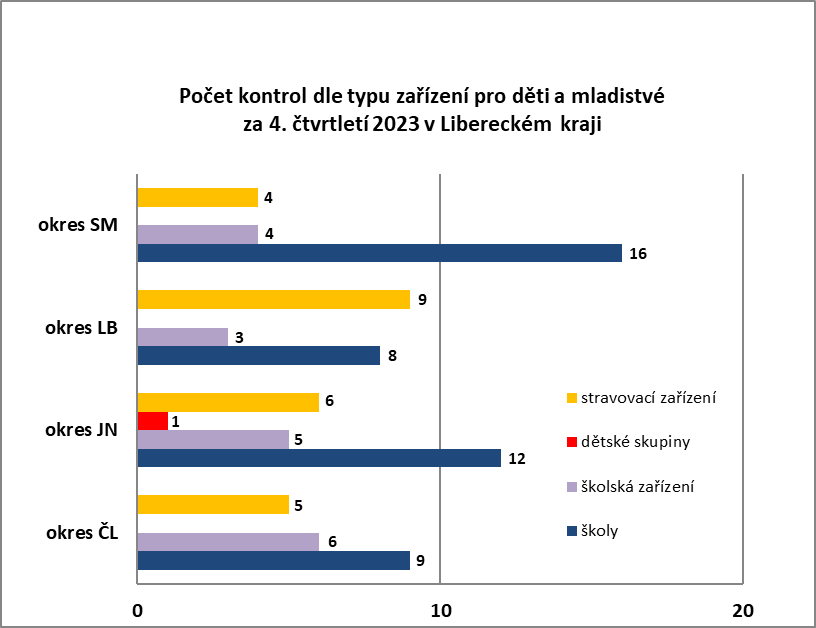 Počet kontrol dle typu zařízení pro děti a mladistvé
za 4. čtvrtletí 2023 v Libereckém kraji
okres SM
4
4
16
okres LB
9
3
8
okres JN
6
1
5
12
okres ČL
5
6
9
stravovací zařízení
dětské skupiny
školská zařízení
školy
0 10 20